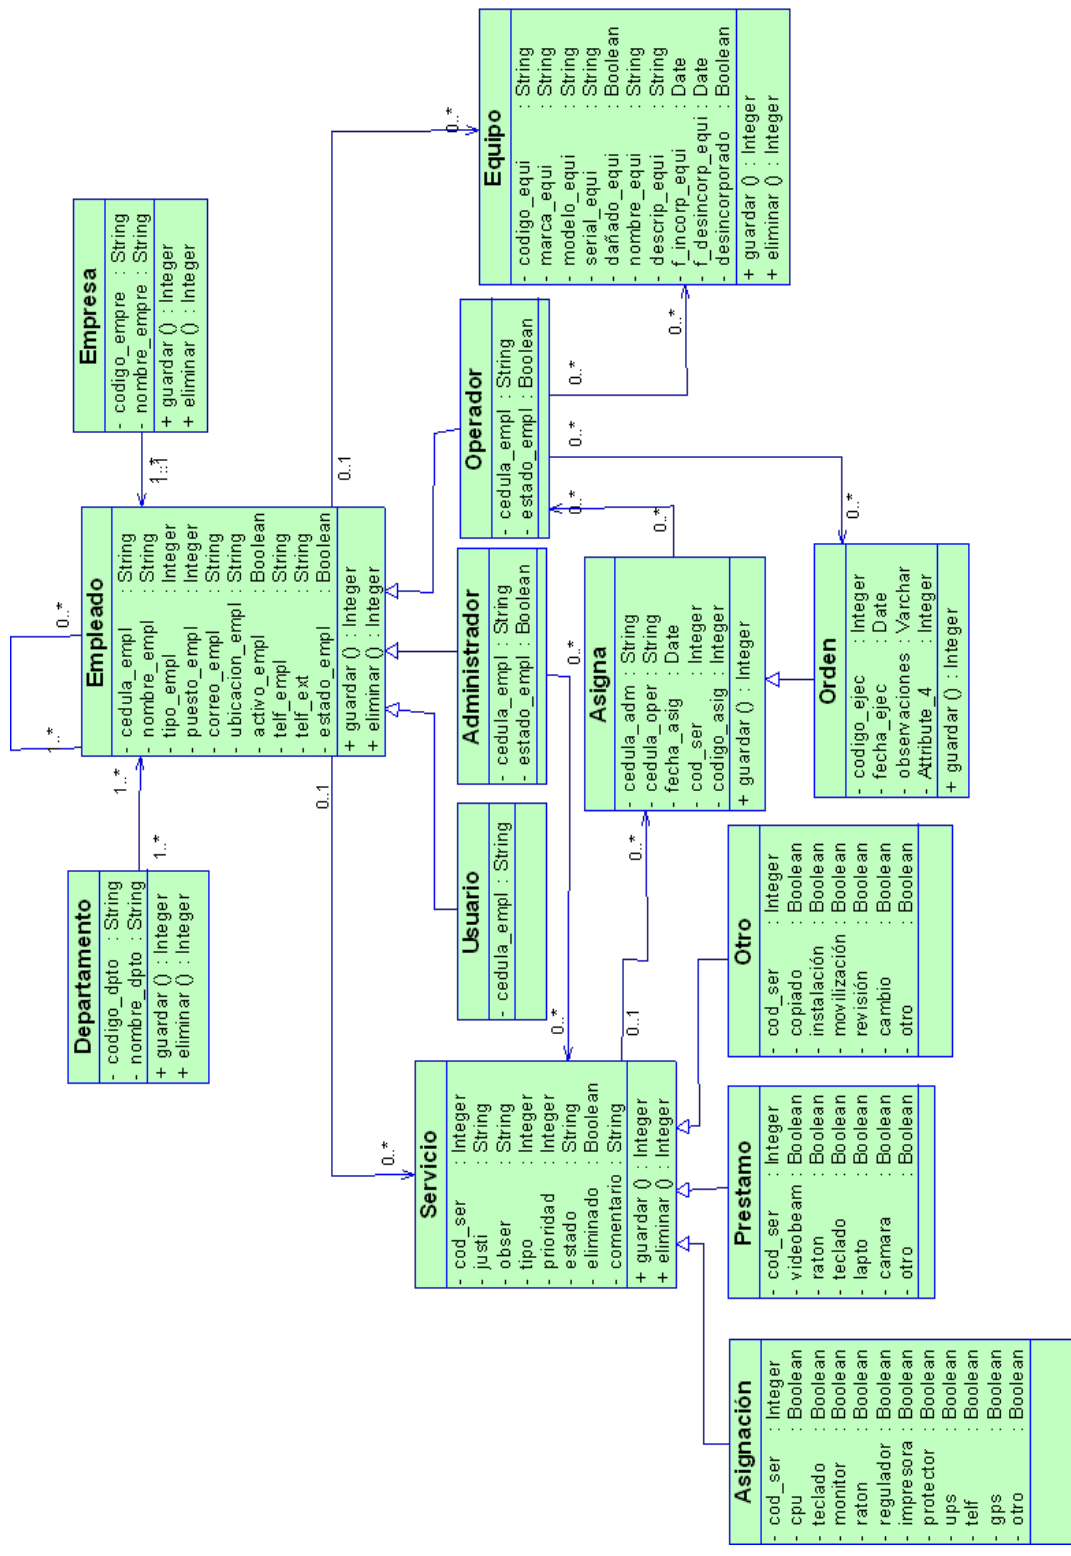 Departamento
- codigo_dpto : String
- nombre_dpto : String
+ guardar () : Integer
+ eliminar () : Integer
1..*
1..*
Empleado
- cedula_empl : String
- nombre_empl : String
- tipo_empl : Integer
- puesto_empl : Integer
- correo_empl : String
- ubicacion_empl : String
- activo_empl : Boolean
- telf_empl : String
- telf_ext : String
- estado_empl : Boolean
+ guardar () : Integer
+ eliminar () : Integer
1..*
0..*
0..1
0..1
Empresa
- codigo_empre : String
- nombre_empre : String
+ guardar () : Integer
+ eliminar () : Integer
1..1
1..*
Servicio
- cod_ser : Integer
- justi : String
- obser : String
- tipo : Integer
- prioridad : Integer
- estado : String
- eliminado : Boolean
- comentario : String
+ guardar () : Integer
+ eliminar () : Integer
0..*
0..*
0..1
Usuario
- cedula_empl : String
Administrador
- cedula_empl : String
- estado_empl : Boolean
0..*
Operador
- cedula_empl : String
- estado_empl : Boolean
0..*
0..*
0..*
Equipo
- codigo_equi : String
- marca_equi : String
- modelo_equi : String
- serial_equi : String
- dañado_equi : Boolean
- nombre_equi : String
- descrip_equi : String
- f_incorp_equi : Date
- f_desincorp_equi : Date
- desincorporado : Boolean
+ guardar () : Integer
+ eliminar () : Integer
0..*
0..*
Asigna
- cedula_adm : String
- cedula_oper : String
- fecha_asig : Date
- cod_ser : Integer
- codigo_asig : Integer
+ guardar () : Integer
0..*
0..*
Asignación
- cod_ser : Integer
- cpu : Boolean
- teclado : Boolean
- monitor : Boolean
- raton : Boolean
- regulador : Boolean
- impresora : Boolean
- protector : Boolean
- ups : Boolean
- telf : Boolean
- gps : Boolean
- otro : Boolean
Prestamo
- cod_ser : Integer
- videobeam : Boolean
- raton : Boolean
- teclado : Boolean
- lapto : Boolean
- camara : Boolean
- otro : Boolean
Otro
- cod_ser : Integer
- copiado : Boolean
- instalación : Boolean
- movilización : Boolean
- revisión : Boolean
- cambio : Boolean
- otro : Boolean
Orden
- codigo_ejec : Integer
- fecha_ejec : Date
- observaciones : Varchar
- Attribute_4 : Integer
+ guardar () : Integer
0..*